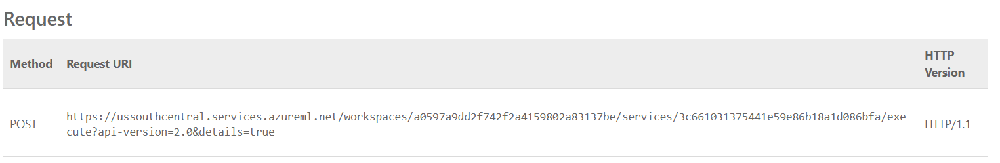 Request
Method Request URI HTTP
Version
POST https://ussouthcentral.services.azureml.net/workspaces/a0597a9dd2f742f2a4159802a83137be/services/3c661031375441e59e86b18a1d086bfa/exe
cute?api-version=2.0&details=true HTTP/1.1